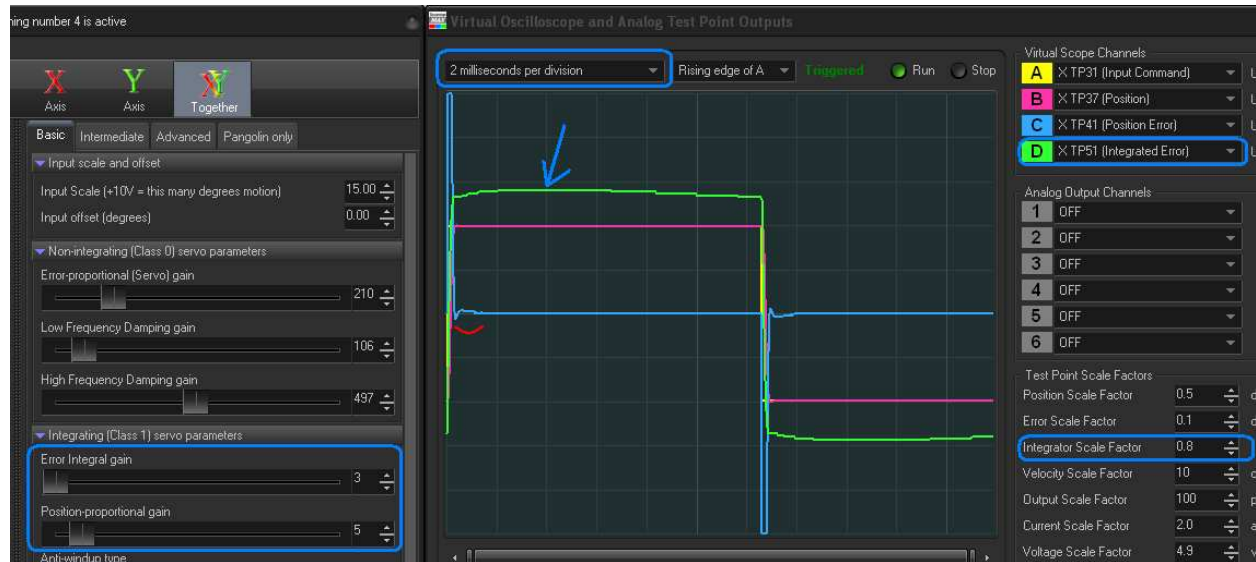 ning number 4 is active
Virtual Oscilloscope and Analog Test Point Outputs
X Axis
Y Axis
XY Together
Basic Intermediate Advanced Pangolin only
Input scale and offset
Input Scale (+10V = this many degrees motion) 15.00
Input offset (degrees) 0.00
Non-integrating (Class 0) servo parameters
Error-proportional (Servo) gain
210
Low Frequency Damping gain
106
High Frequency Damping gain
497
Integrating (Class 1) servo parameters
Error Integral gain
3
Position-proportional gain
5
Anti-windup type
2 milliseconds per division Rising edge of A Triggered Run Stop
Virtual Scope Channels
A X TP31 (Input Command)
B X TP37 (Position)
C X TP41 (Position Error)
D X TP51 (Integrated Error)
Analog Output Channels
1 OFF
2 OFF
3 OFF
4 OFF
5 OFF
6 OFF
Test Point Scale Factors
Position Scale Factor 0.5
Error Scale Factor 0.1
Integrator Scale Factor 0.8
Velocity Scale Factor 10
Output Scale Factor 100
Current Scale Factor 2.0
Voltage Scale Factor 4.9